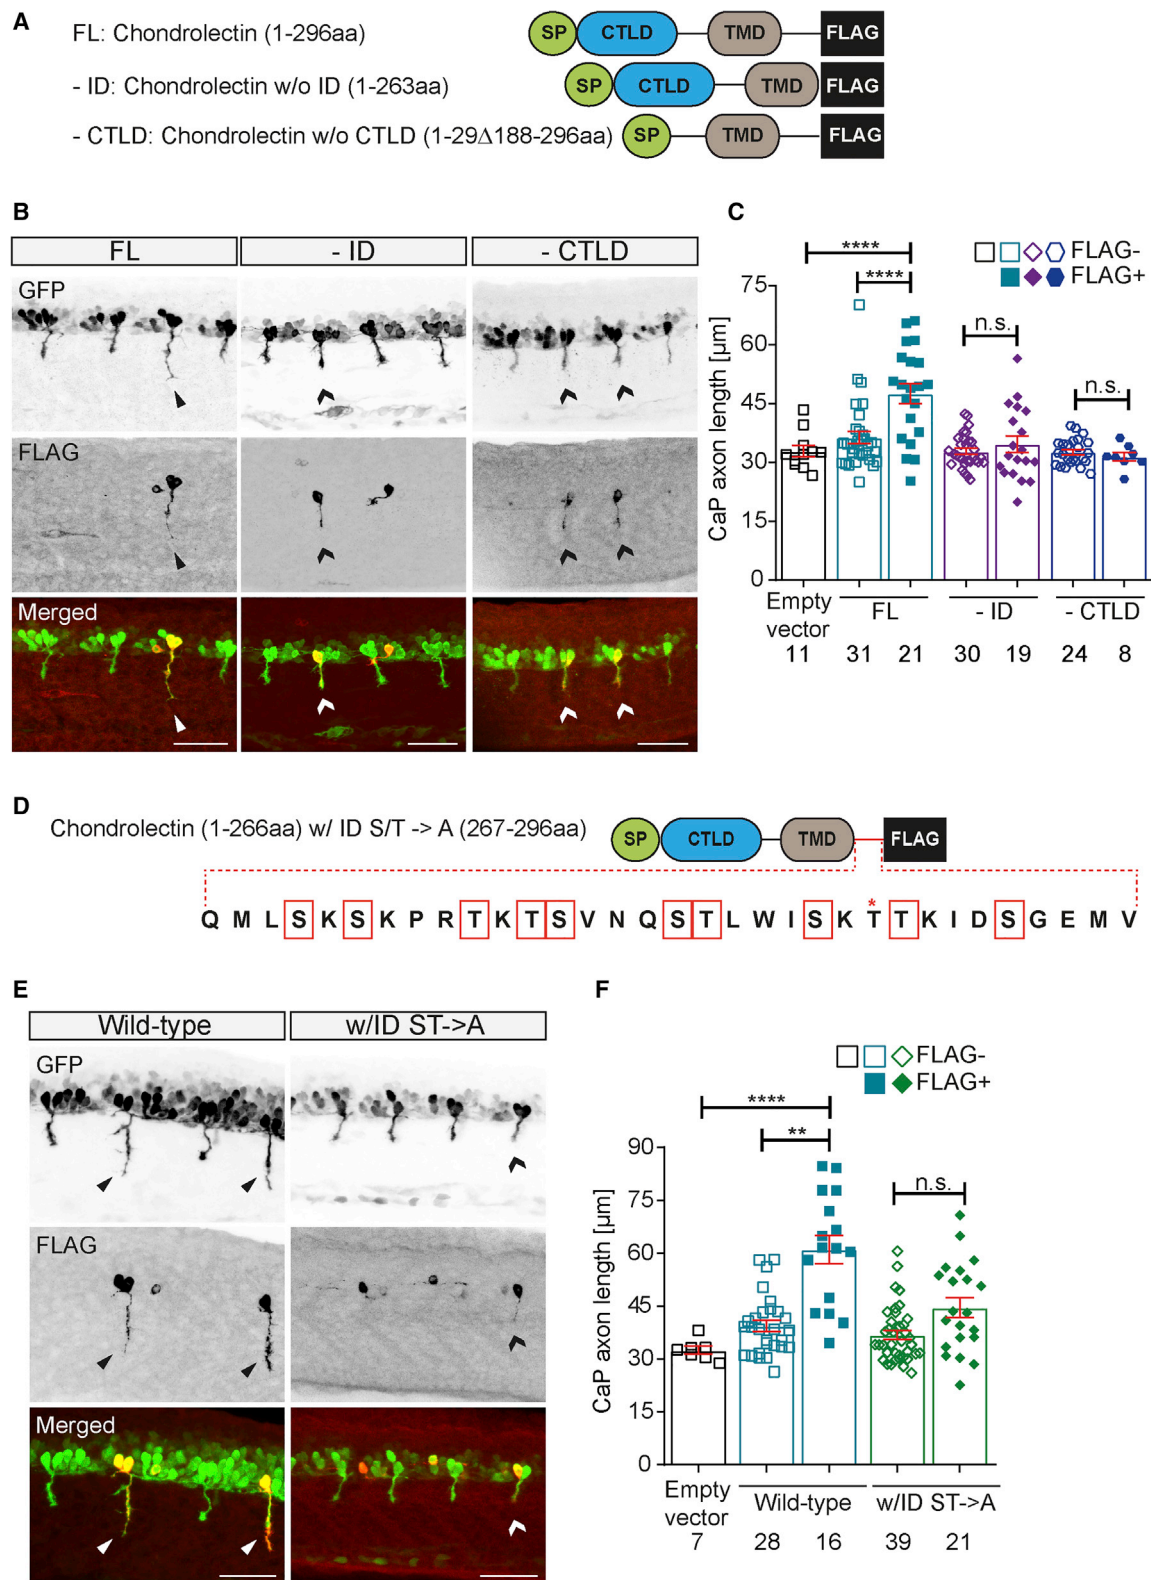 A
FL: Chondrolectin (1-296aa)
SP CTLD TMD FLAG
- ID: Chondrolectin w/o ID (1-263aa)
SP CTLD TMD FLAG
- CTLD: Chondrolectin w/o CTLD (1-29Δ188-296aa)
SP TMD FLAG
B
FL - ID - CTLD
GFP
FLAG
Merged
C
FLAG-
FLAG+
****
****
n.s.
n.s.
CaP axon length [µm]
75
60
45
30
15
0
Empty vector FL - ID - CTLD
11 31 21 30 19 24 8
D
Chondrolectin (1-266aa) w/ ID S/T -> A (267-296aa)
SP CTLD TMD FLAG
*
Q M L S K S K P R T K T S V N Q S T L W I S K T T K I D S G E M V
E
Wild-type w/ID ST->A
GFP
FLAG
Merged
F
FLAG-
FLAG+
****
**
n.s.
CaP axon length [µm]
90
75
60
45
30
15
0
Empty vector Wild-type w/ID ST->A
7 28 16 39 21